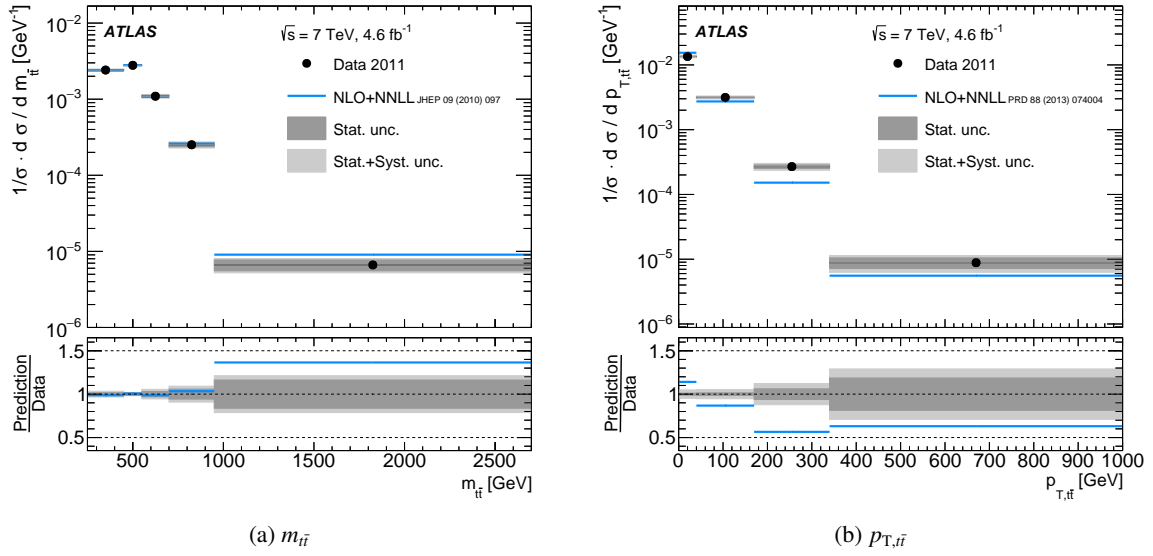 1/σ · d σ / d m_tt̄ [GeV⁻¹]
10⁻²
10⁻³
10⁻⁴
10⁻⁵
10⁻⁶
ATLAS
√s = 7 TeV, 4.6 fb⁻¹
Data 2011
NLO+NNLL JHEP 09 (2010) 097
Stat. unc.
Stat.+Syst. unc.
Prediction
Data
1.5
1
0.5
500 1000 1500 2000 2500
m_tt̄ [GeV]
(a) m_tt̄
1/σ · d σ / d p_T,tt̄ [GeV⁻¹]
10⁻²
10⁻³
10⁻⁴
10⁻⁵
10⁻⁶
ATLAS
√s = 7 TeV, 4.6 fb⁻¹
Data 2011
NLO+NNLL PRD 88 (2013) 074004
Stat. unc.
Stat.+Syst. unc.
Prediction
Data
1.5
1
0.5
0 100 200 300 400 500 600 700 800 900 1000
p_T,tt̄ [GeV]
(b) p_T,tt̄